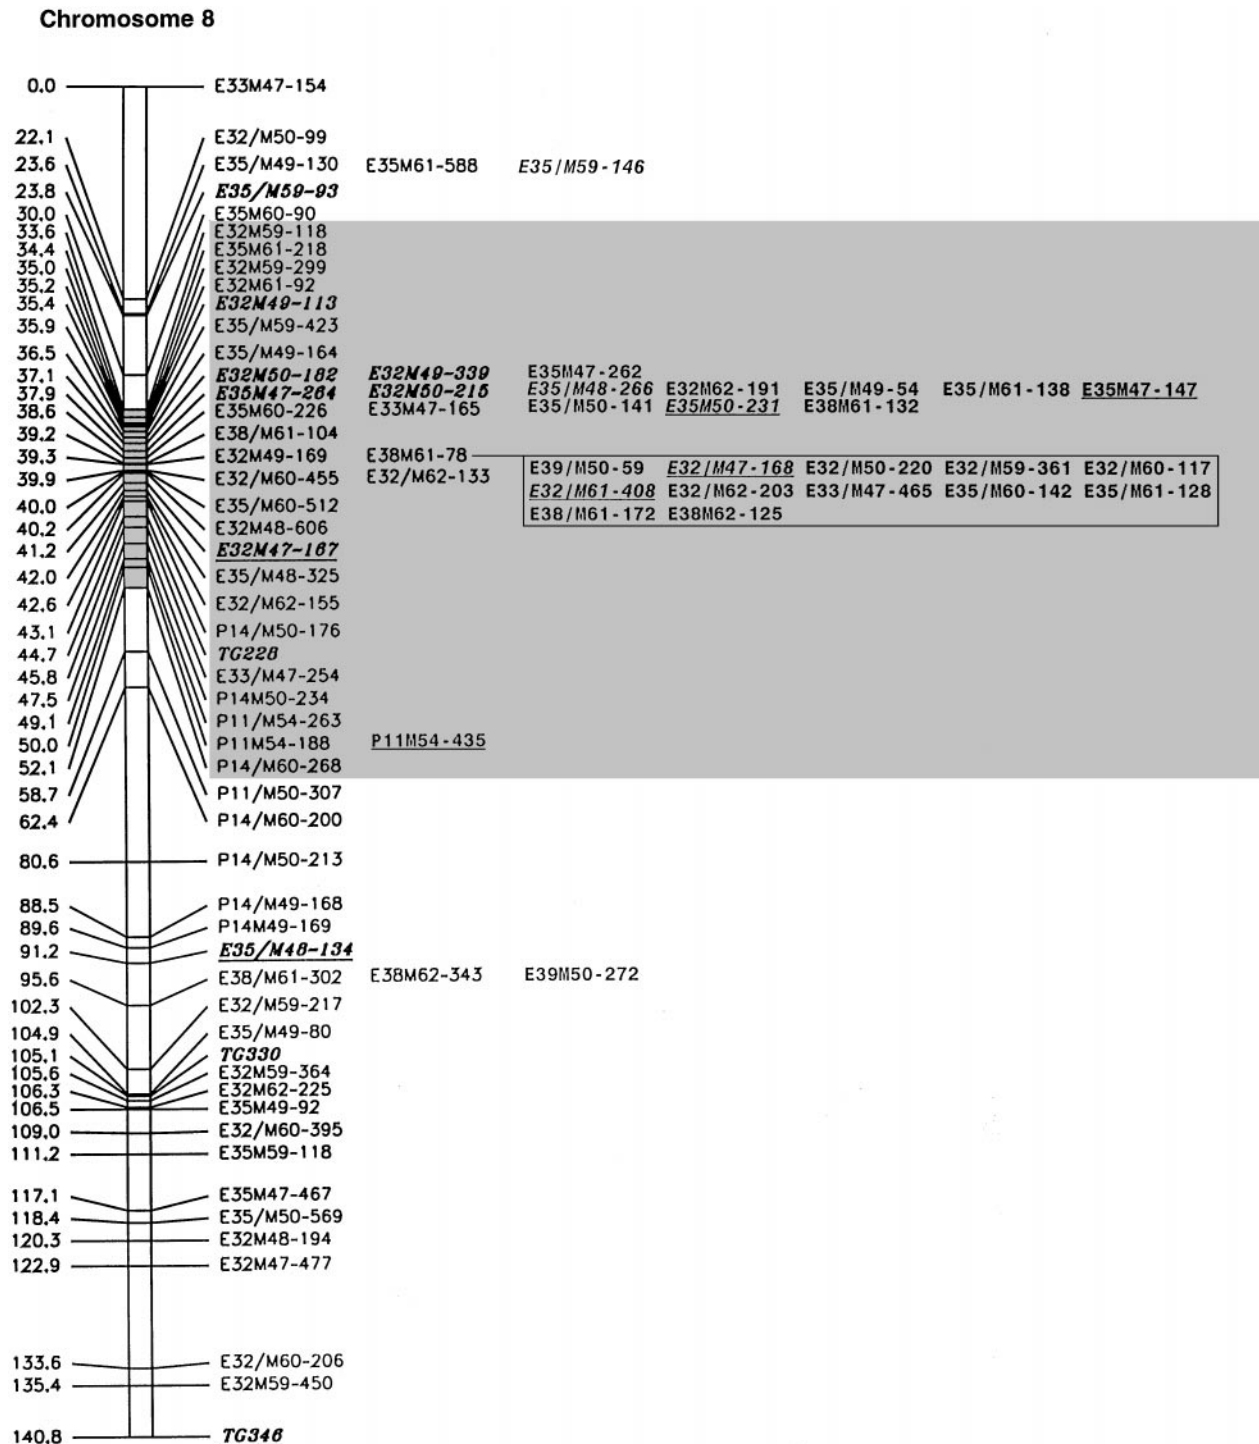 Chromosome 8
0.0 E33M47-154
22.1 E32/M50-99
23.6 E35/M49-130 E35M61-588 E35/M59-146
23.8 E35/M59-93
30.0 E35M60-90
33.6 E32M59-118
34.4 E35M61-218
35.0 E32M59-299
35.2 E32M61-92
35.4 E32M49-113
35.9 E35/M59-423
36.5 E35/M49-164
37.1 E32M50-182 E32M49-339 E35M47-262
37.9 E35M47-264 E32M50-215 E35/M48-266 E32M62-191 E35/M49-54 E35/M61-138 E35M47-147
38.6 E35M60-226 E33M47-165 E35/M50-141 E35M50-231 E38M61-132
39.2 E38/M61-104
39.3 E32M49-169 E38M61-78
E39/M50-59 E32/M47-168 E32/M50-220 E32/M59-361 E32/M60-117
39.9 E32/M60-455 E32/M62-133
E32/M61-408 E32/M62-203 E33/M47-465 E35/M60-142 E35/M61-128
40.0 E35/M60-512
E38/M61-172 E38M62-125
40.2 E32M48-606
41.2 E32M47-167
42.0 E35/M48-325
42.6 E32/M62-155
43.1 P14/M50-176
44.7 TG228
45.8 E33/M47-254
47.5 P14M50-234
49.1 P11/M54-263
50.0 P11M54-188 P11M54-435
52.1 P14/M60-268
58.7 P11/M50-307
62.4 P14/M60-200
80.6 P14/M50-213
88.5 P14/M49-168
89.6 P14M49-169
91.2 E35/M48-134
95.6 E38/M61-302 E38M62-343 E39M50-272
102.3 E32/M59-217
104.9 E35/M49-80
105.1 TG330
105.6 E32M59-364
106.3 E32M62-225
106.5 E35M49-92
109.0 E32/M60-395
111.2 E35M59-118
117.1 E35M47-467
118.4 E35/M50-569
120.3 E32M48-194
122.9 E32M47-477
133.6 E32/M60-206
135.4 E32M59-450
140.8 TG346